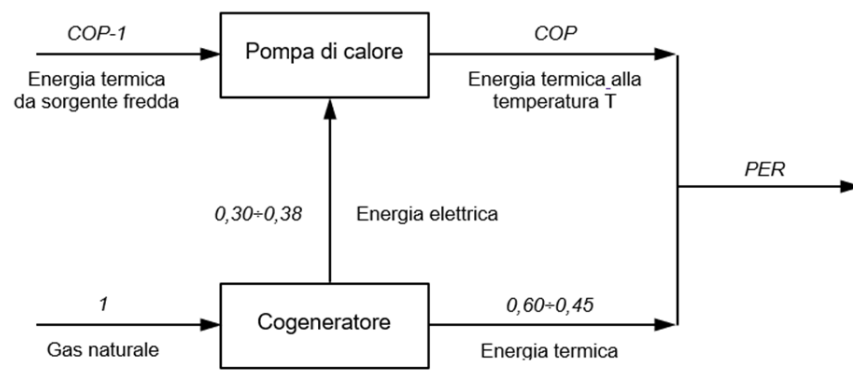 COP-1
Pompa di calore
COP
Energia termica
da sorgente fredda
Energia termica alla
temperatura T
PER
0,30÷0,38
Energia elettrica
1
Cogeneratore
0,60÷0,45
Gas naturale
Energia termica